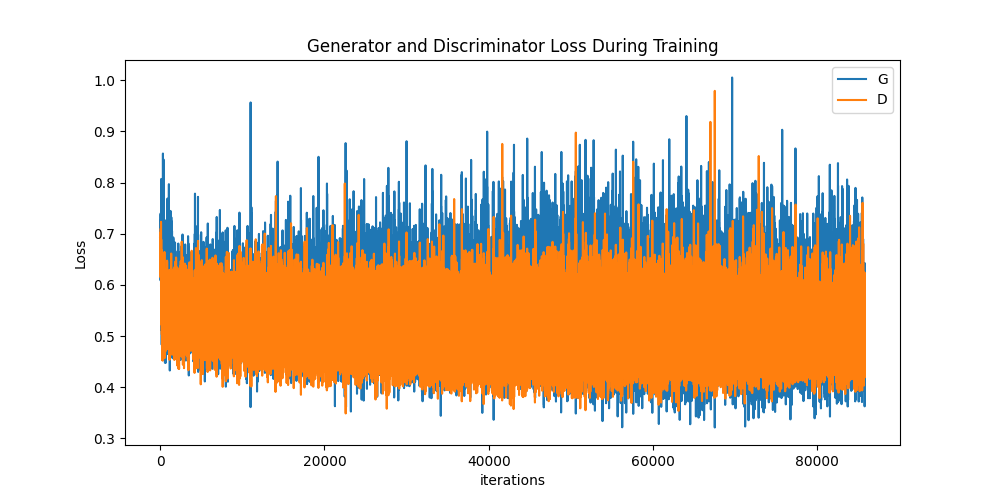 Generator and Discriminator Loss During Training
G
D
1.0
0.9
0.8
0.7
0.6
0.5
0.4
0.3
Loss
0 20000 40000 60000 80000
iterations